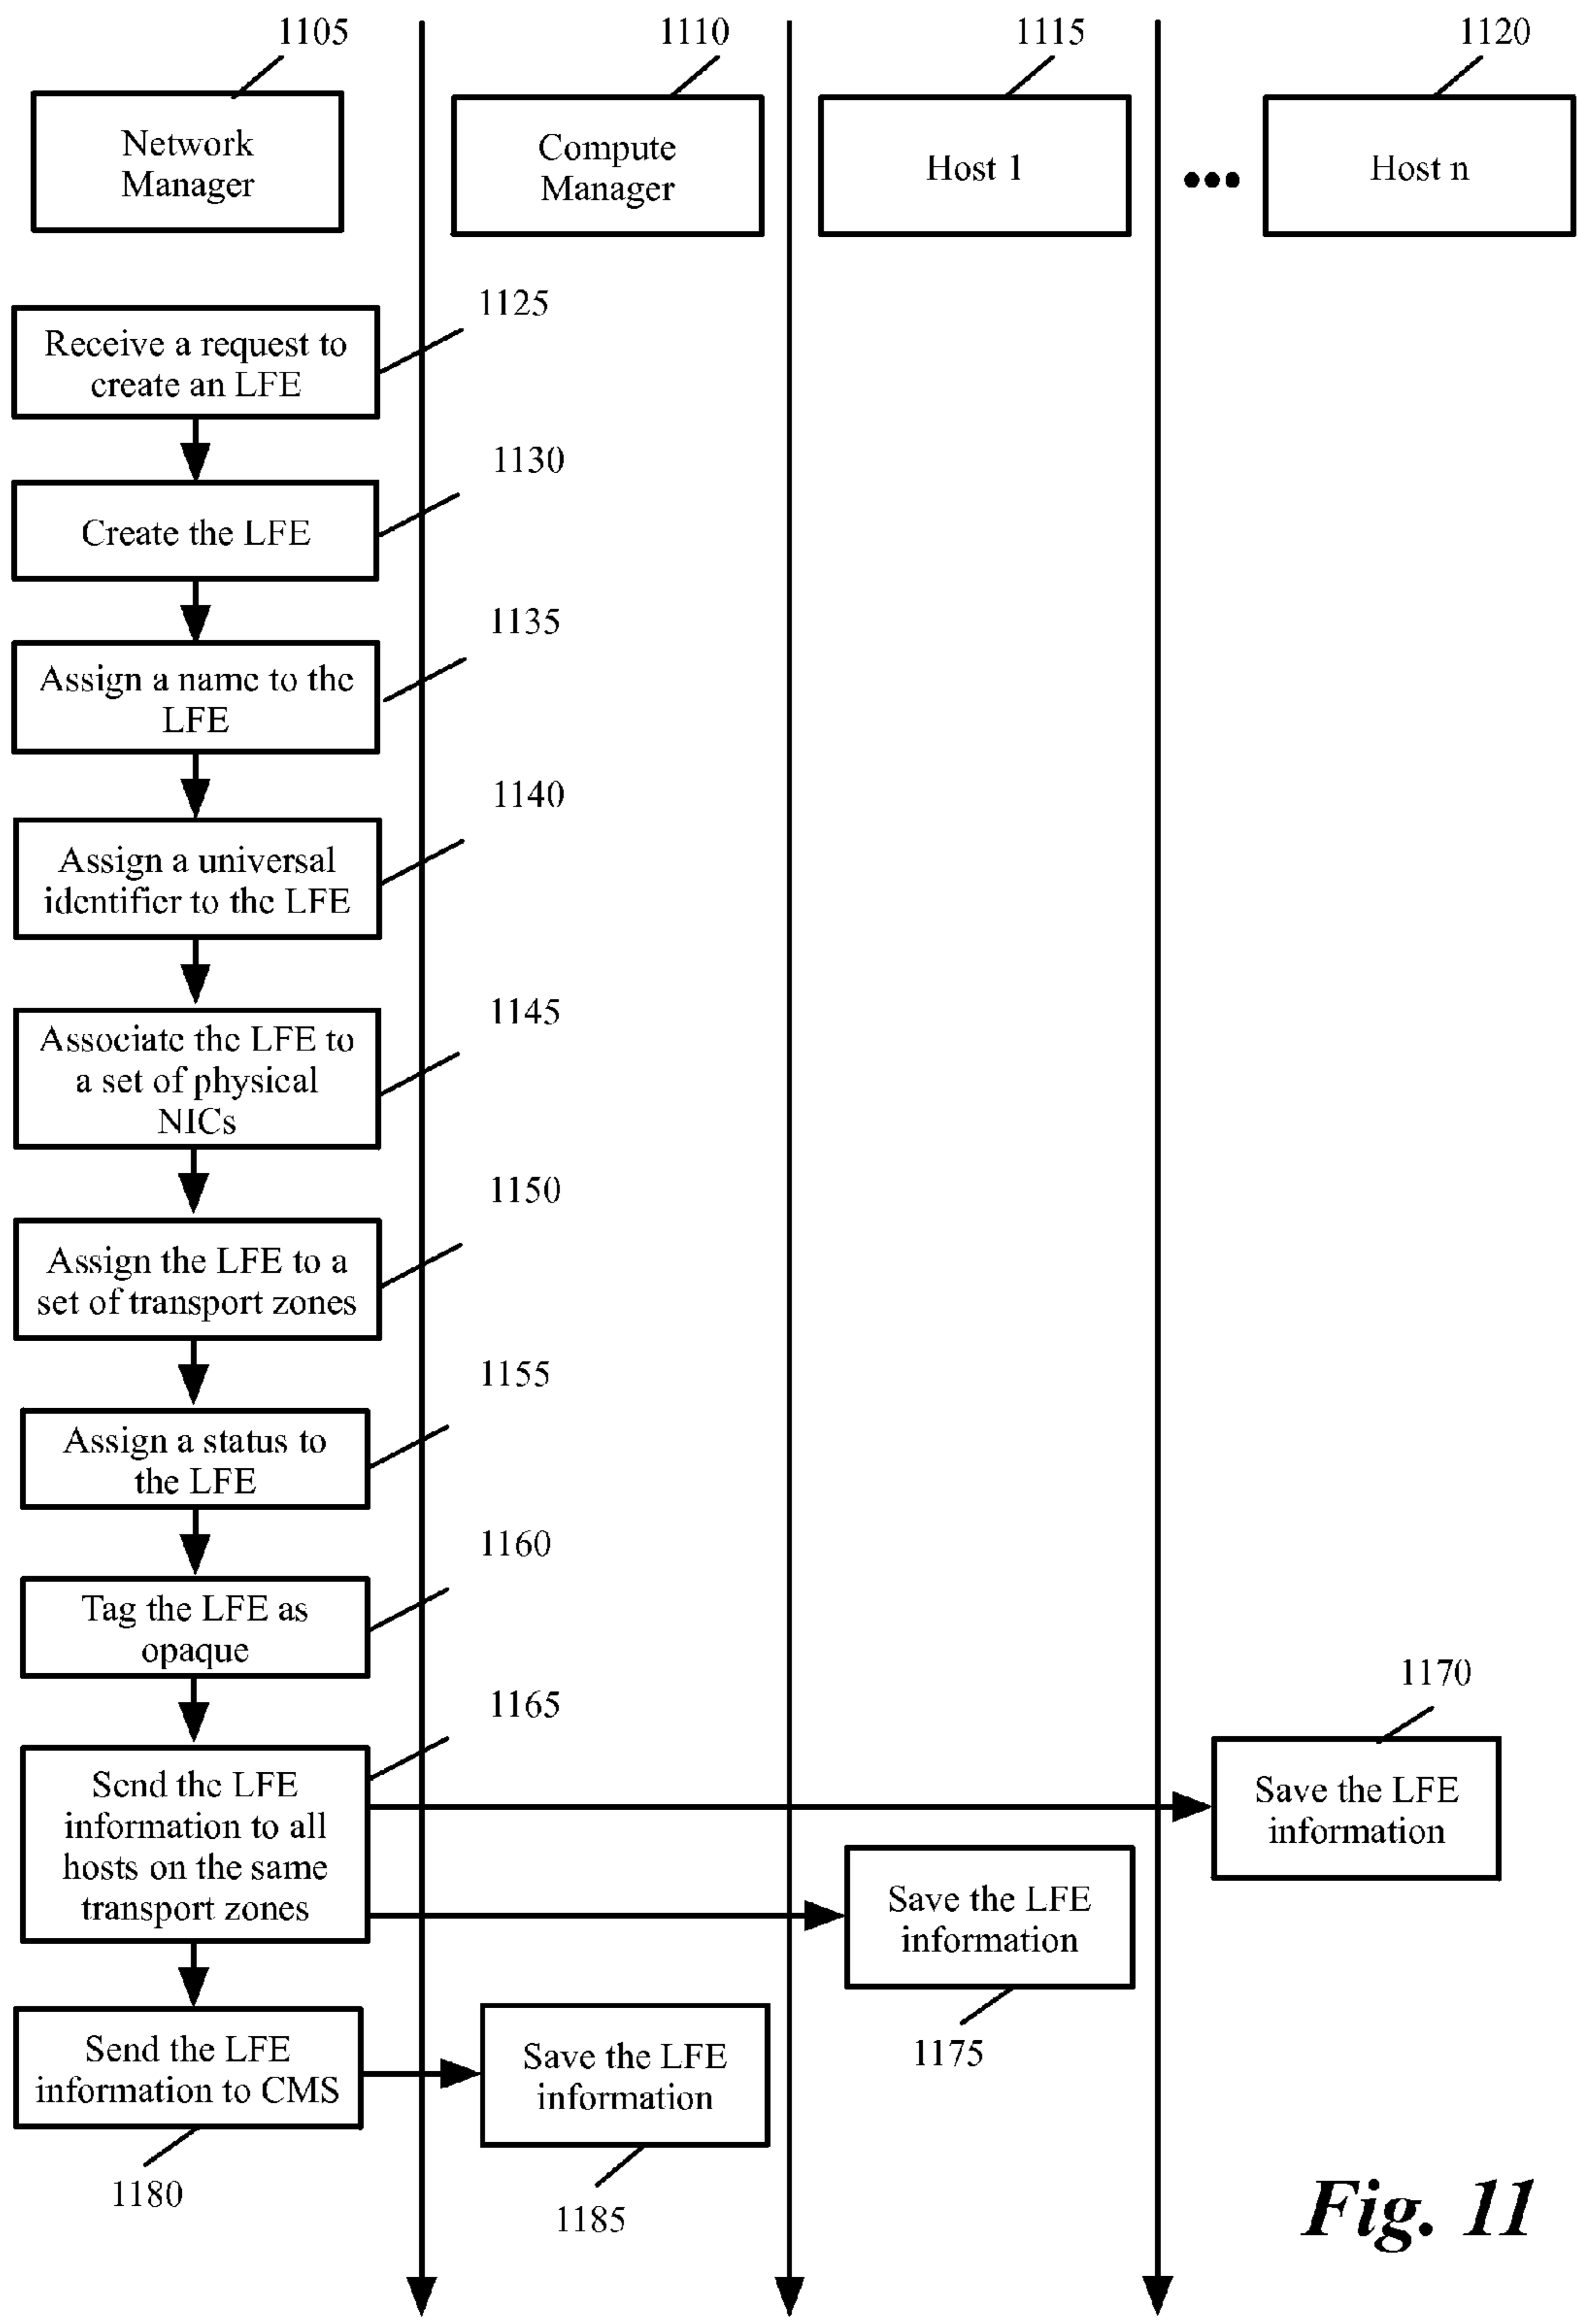 1105
1110
1115
1120
Network
Manager
Compute
Manager
Host 1
Host n
1125
Receive a request to
create an LFE
1130
Create the LFE
1135
Assign a name to the
LFE
1140
Assign a universal
identifier to the LFE
1145
Associate the LFE to
a set of physical
NICs
1150
Assign the LFE to a
set of transport zones
1155
Assign a status to
the LFE
1160
Tag the LFE as
opaque
1165
Send the LFE
information to all
hosts on the same
transport zones
1170
Save the LFE
information
Save the LFE
information
1175
Send the LFE
information to CMS
1180
Save the LFE
information
1185
Fig. 11